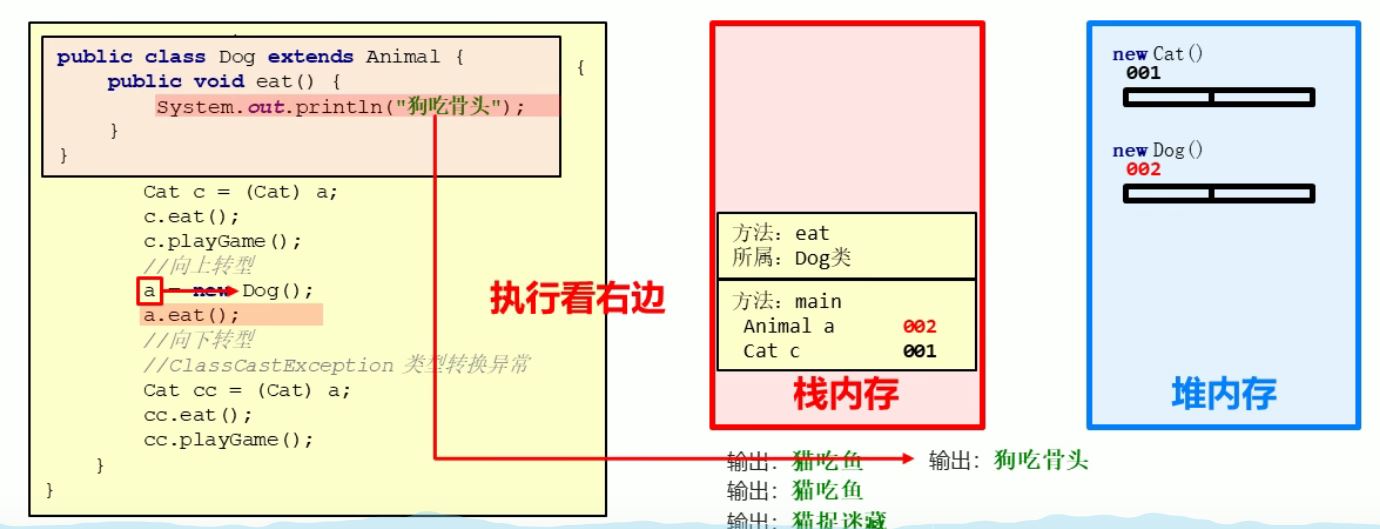 public class Dog extends Animal {
{
public void eat() {
System.out.println("狗吃骨头");
}
}
Cat c = (Cat) a;
c.eat();
c.playGame();
//向上转型
a = new Dog();
a.eat();
//向下转型
//ClassCastException 类型转换异常
Cat cc = (Cat) a;
cc.eat();
cc.playGame();
}
}
执行看右边
方法: eat
所属: Dog类
方法: main
Animal a 002
Cat c 001
栈内存
new Cat()
001
new Dog()
002
堆内存
输出: 猫吃鱼
输出: 狗吃骨头
输出: 猫吃鱼
输出: 猫捉迷藏